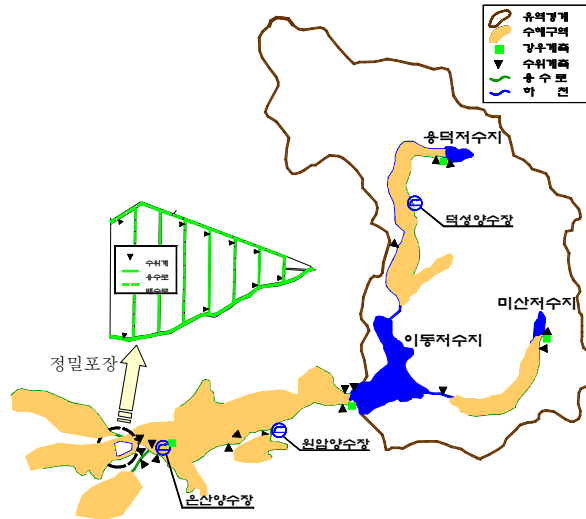 유역경계
수혜구역
강우계측
수위계측
용 수 로
하 천
용덕저수지
덕성양수장
미산저수지
이동저수지
수위계
용수로
배수로
정밀포장
원암양수장
은산양수장